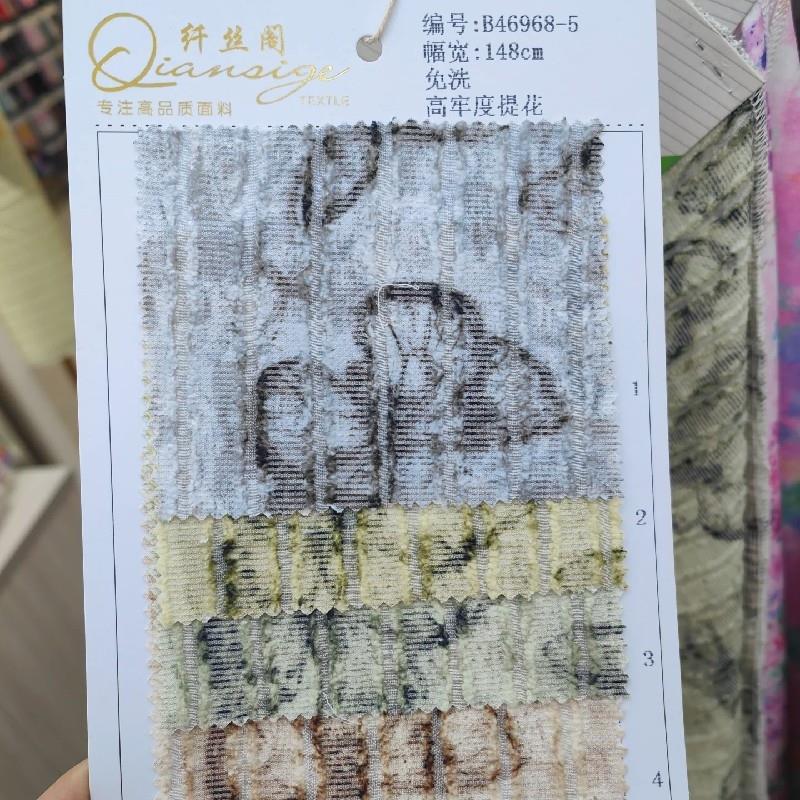 纤丝阁
Qiansige
TEXTILE
专注高品质面料
编号:B46968-5
幅宽:148cm
免洗
高牢度提花
1
2
3
4